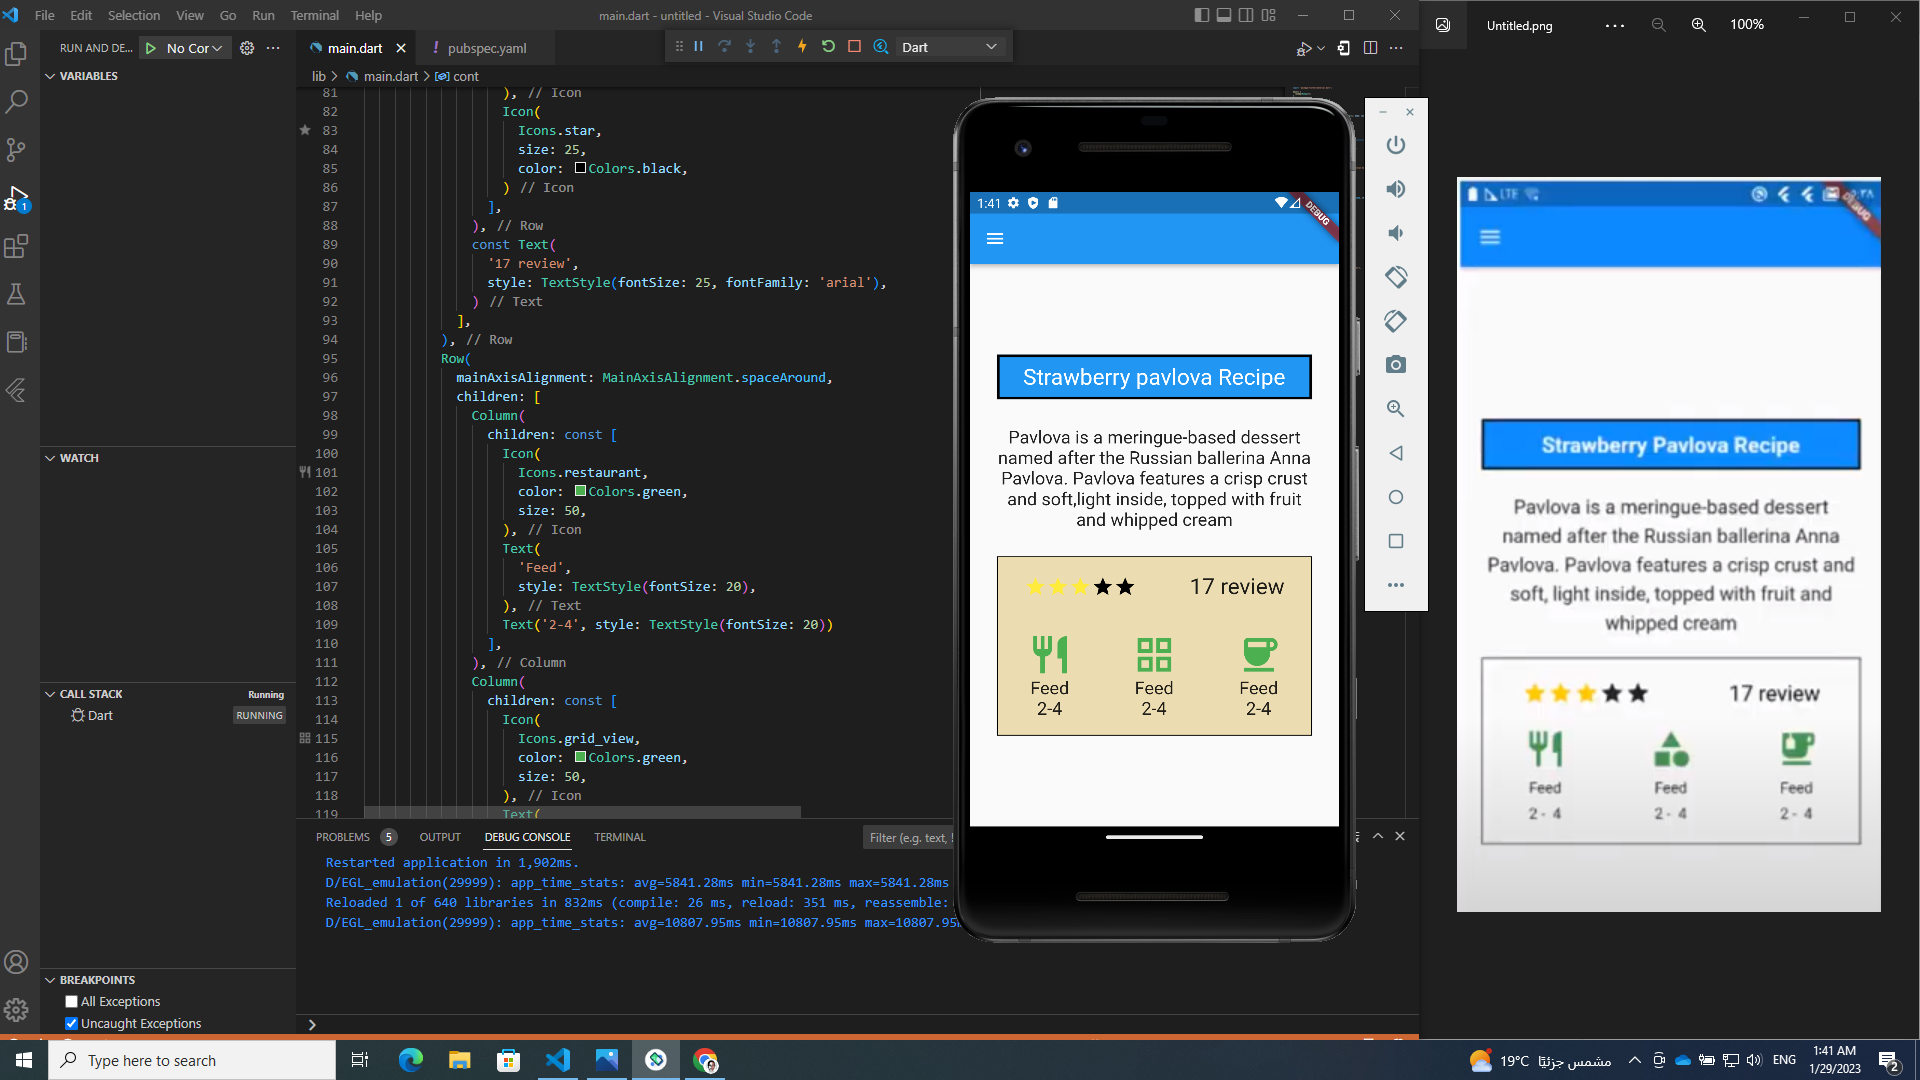 File Edit Selection View Go Run Terminal Help
main.dart - untitled - Visual Studio Code
RUN AND DE...
No Cor
main.dart
pubspec.yaml
Dart
lib > main.dart > cont
VARIABLES
WATCH
CALL STACK
Running
Dart
RUNNING
BREAKPOINTS
All Exceptions
Uncaught Exceptions
81 ), // Icon
82 Icon(
83 Icons.star,
84 size: 25,
85 color: Colors.black,
86 ) // Icon
87 ],
88 ), // Row
89 const Text(
90 '17 review',
91 style: TextStyle(fontSize: 25, fontFamily: 'arial'),
92 ) // Text
93 ],
94 ), // Row
95 Row(
96 mainAxisAlignment: MainAxisAlignment.spaceAround,
97 children: [
98 Column(
99 children: const [
100 Icon(
101 Icons.restaurant,
102 color: Colors.green,
103 size: 50,
104 ), // Icon
105 Text(
106 'Feed',
107 style: TextStyle(fontSize: 20),
108 ), // Text
109 Text('2-4', style: TextStyle(fontSize: 20))
110 ],
111 ), // Column
112 Column(
113 children: const [
114 Icon(
115 Icons.grid_view,
116 color: Colors.green,
117 size: 50,
118 ), // Icon
119 Text(
PROBLEMS 5 OUTPUT DEBUG CONSOLE TERMINAL
Filter (e.g. text,
Restarted application in 1,902ms.
D/EGL_emulation(29999): app_time_stats: avg=5841.28ms min=5841.28ms max=5841.28ms
Reloaded 1 of 640 libraries in 832ms (compile: 26 ms, reload: 351 ms, reassemble:
D/EGL_emulation(29999): app_time_stats: avg=10807.95ms min=10807.95ms max=10807.95m
1:41
DEBUG
Strawberry pavlova Recipe
Pavlova is a meringue-based dessert
named after the Russian ballerina Anna
Pavlova. Pavlova features a crisp crust
and soft,light inside, topped with fruit
and whipped cream
17 review
Feed Feed Feed
2-4 2-4 2-4
Untitled.png
100%
LTE
DEBUG
Strawberry Pavlova Recipe
Pavlova is a meringue-based dessert
named after the Russian ballerina Anna
Pavlova. Pavlova features a crisp crust and
soft, light inside, topped with fruit and
whipped cream
17 review
Feed Feed Feed
2 - 4 2 - 4 2 - 4
Type here to search
19°C مشمس جزئيًا
ENG
1:41 AM
1/29/2023
2
1